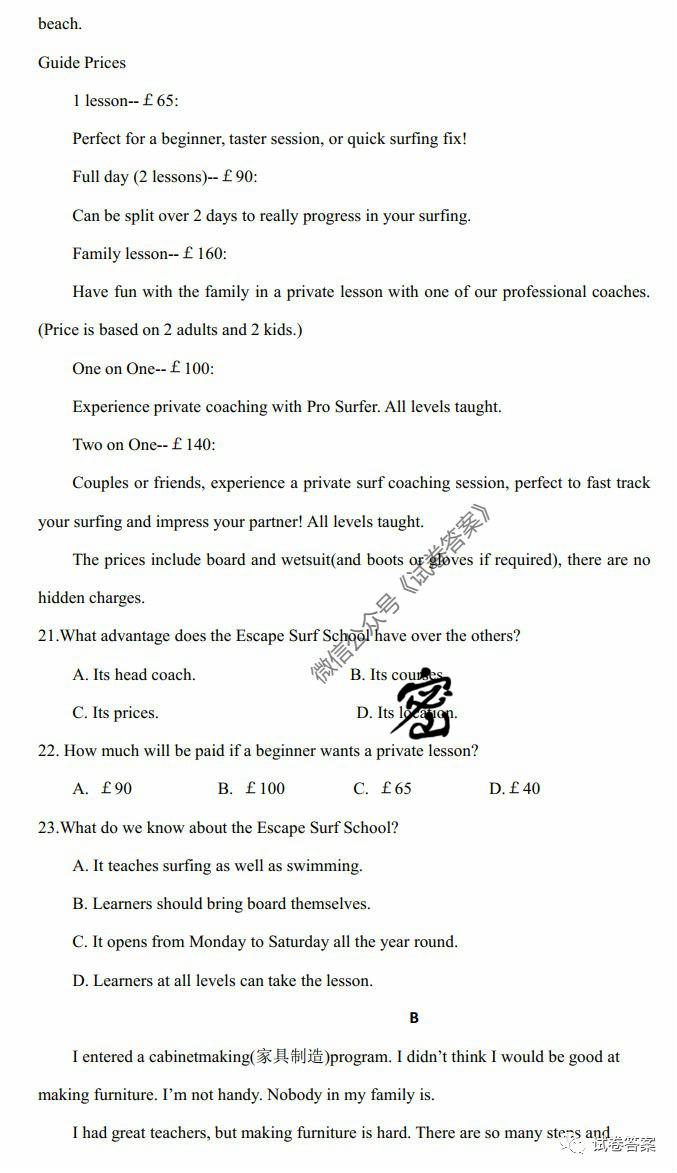 beach.
Guide Prices
1 lesson--£65:
Perfect for a beginner, taster session, or quick surfing fix!
Full day (2 lessons)--£90:
Can be split over 2 days to really progress in your surfing.
Family lesson--£160:
Have fun with the family in a private lesson with one of our professional coaches.
(Price is based on 2 adults and 2 kids.)
One on One--£100:
Experience private coaching with Pro Surfer. All levels taught.
Two on One--£140:
Couples or friends, experience a private surf coaching session, perfect to fast track
your surfing and impress your partner! All levels taught.
The prices include board and wetsuit(and boots or gloves if required), there are no
hidden charges.
21.What advantage does the Escape Surf School have over the others?
A. Its head coach. B. Its courses.
C. Its prices. D. Its location.
22. How much will be paid if a beginner wants a private lesson?
A. £90 B. £100 C. £65 D.£40
23.What do we know about the Escape Surf School?
A. It teaches surfing as well as swimming.
B. Learners should bring board themselves.
C. It opens from Monday to Saturday all the year round.
D. Learners at all levels can take the lesson.
B
I entered a cabinetmaking(家具制造)program. I didn't think I would be good at
making furniture. I'm not handy. Nobody in my family is.
I had great teachers, but making furniture is hard. There are so many steps and
微信公众号《试卷答案》
密
试卷答案